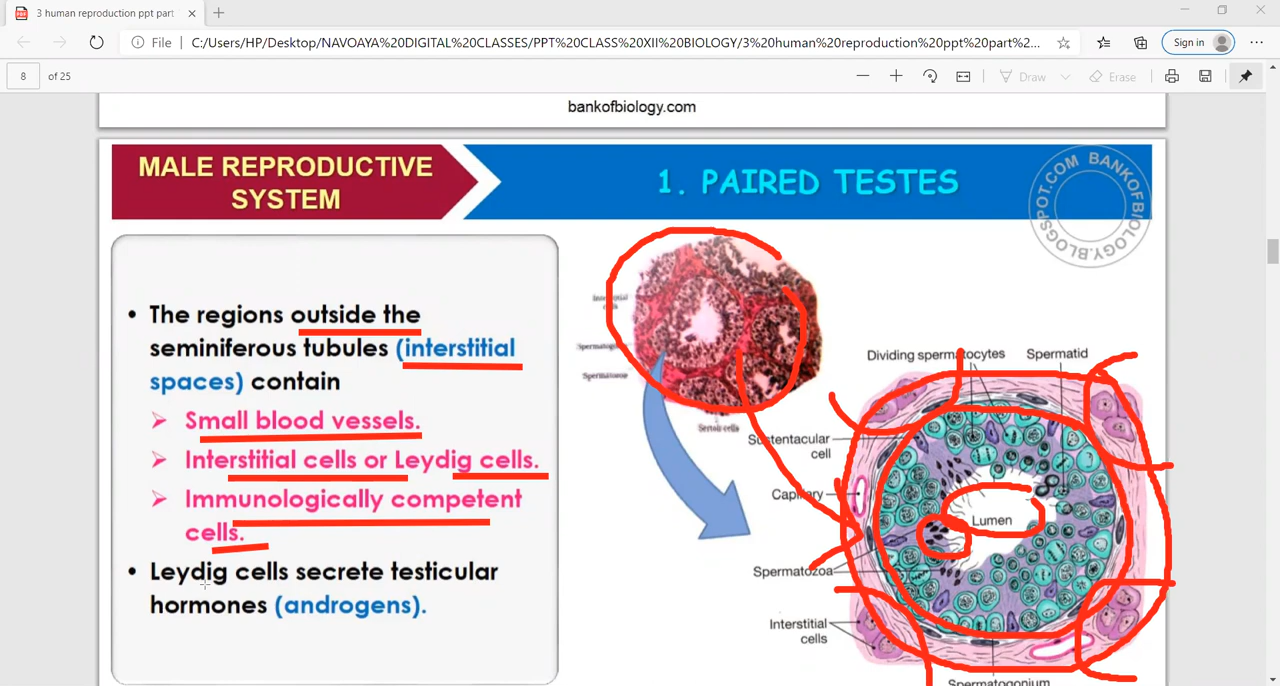 3 human reproduction ppt part
File
C:/Users/HP/Desktop/NAVOAYA%20DIGITAL%20CLASSES/PPT%20CLASS%20XII%20BIOLOGY/3%20human%20reproduction%20ppt%20part%2...
Sign in
8 of 25
Draw
Erase
bankofbiology.com
MALE REPRODUCTIVE
SYSTEM
1. PAIRED TESTES
BANKOFBIOLOGY.BLOGSPOT.COM
• The regions outside the
seminiferous tubules (interstitial
spaces) contain
➢ Small blood vessels.
➢ Interstitial cells or Leydig cells.
➢ Immunologically competent
cells.
• Leydig cells secrete testicular
hormones (androgens).
Sertoli cells
Dividing spermatocytes
Spermatid
Sustentacular
cell
Capillary
Lumen
Spermatozoa
Interstitial
cells
Spermatogonium